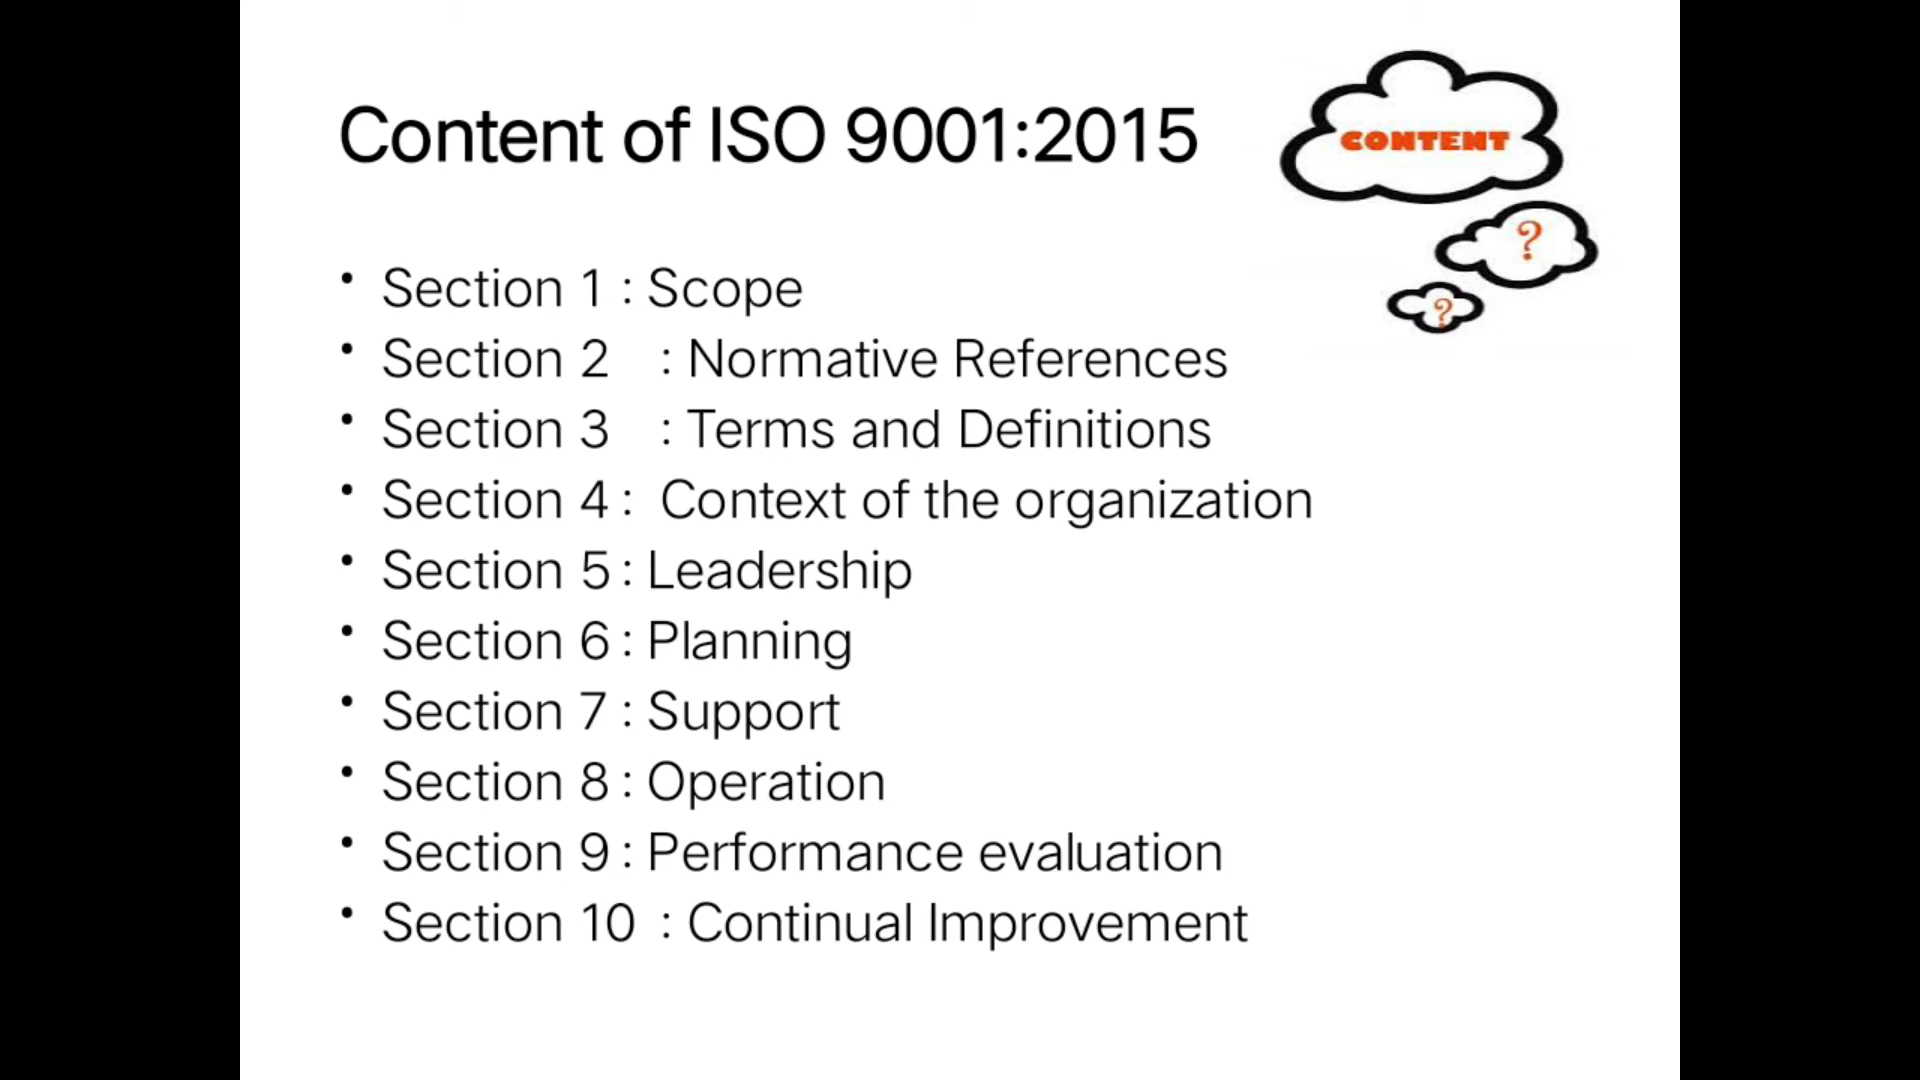 Content of ISO 9001:2015
CONTENT
?
?
• Section 1 : Scope
• Section 2 : Normative References
• Section 3 : Terms and Definitions
• Section 4 : Context of the organization
• Section 5 : Leadership
• Section 6 : Planning
• Section 7 : Support
• Section 8 : Operation
• Section 9 : Performance evaluation
• Section 10 : Continual Improvement